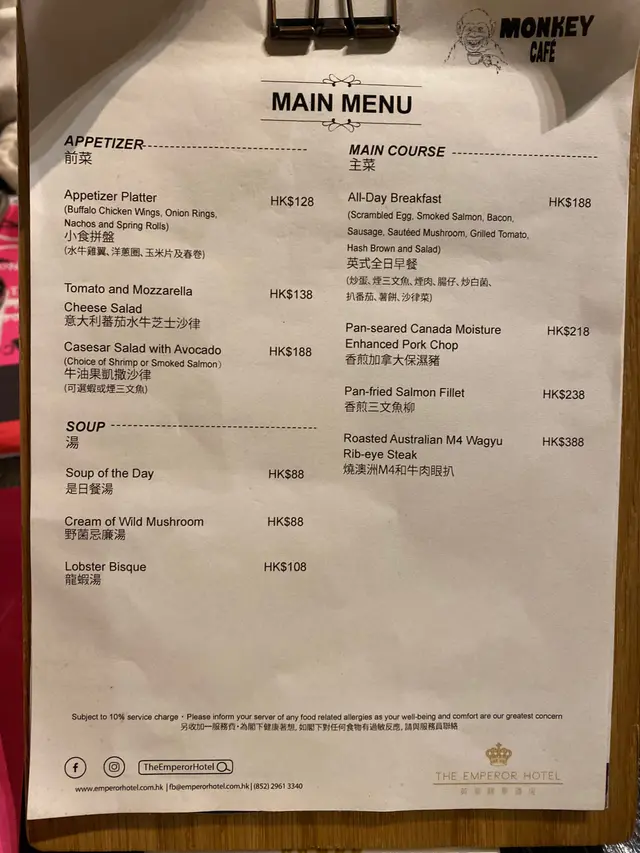 MONKEY
CAFÉ
MAIN MENU
APPETIZER
前菜
Appetizer Platter HK$128
(Buffalo Chicken Wings, Onion Rings,
Nachos and Spring Rolls)
小食拼盤
(水牛雞翼、洋蔥圈、玉米片及春卷)
Tomato and Mozzarella HK$138
Cheese Salad
意大利蕃茄水牛芝士沙律
Casesar Salad with Avocado HK$188
(Choice of Shrimp or Smoked Salmon)
牛油果凱撒沙律
(可選蝦或煙三文魚)
SOUP
湯
Soup of the Day HK$88
是日餐湯
Cream of Wild Mushroom HK$88
野菌忌廉湯
Lobster Bisque HK$108
龍蝦湯
MAIN COURSE
主菜
All-Day Breakfast HK$188
(Scrambled Egg, Smoked Salmon, Bacon,
Sausage, Sautéed Mushroom, Grilled Tomato,
Hash Brown and Salad)
英式全日早餐
(炒蛋、煙三文魚、煙肉、腸仔、炒白菌、
扒番茄、薯餅、沙律菜)
Pan-seared Canada Moisture HK$218
Enhanced Pork Chop
香煎加拿大保濕豬
Pan-fried Salmon Fillet HK$238
香煎三文魚柳
Roasted Australian M4 Wagyu HK$388
Rib-eye Steak
燒澳洲M4和牛肉眼扒
Subject to 10% service charge・Please inform your server of any food related allergies as your well-being and comfort are our greatest concern
另收加一服務費・為閣下健康著想, 如閣下對任何食物有過敏反應, 請與服務員聯絡
TheEmperorHotel
www.emperorhotel.com.hk | fb@emperorhotel.com.hk | (852) 2961 3340
THE EMPEROR HOTEL